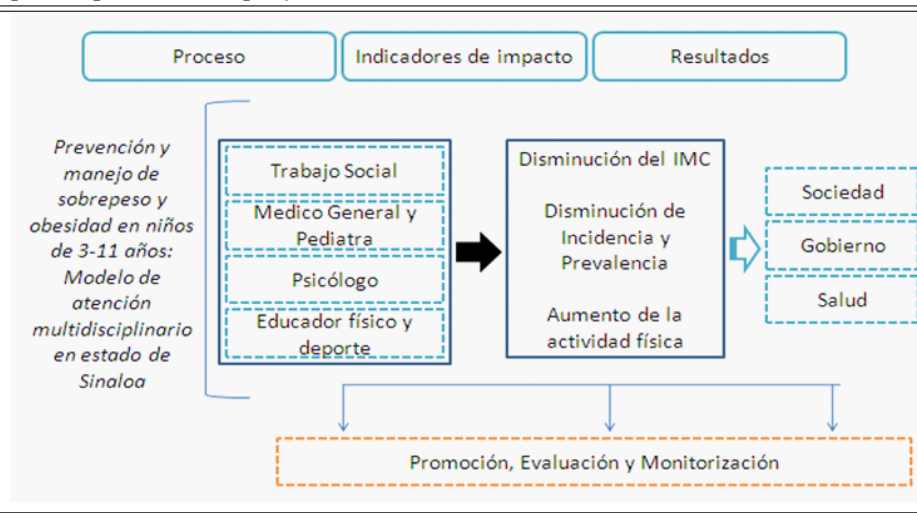 Proceso
Indicadores de impacto
Resultados
Prevención y
manejo de
sobrepeso y
obesidad en niños
de 3-11 años:
Modelo de
atención
multidisciplinario
en estado de
Sinaloa
Trabajo Social
Medico General y
Pediatra
Psicólogo
Educador físico y
deporte
Disminución del IMC
Disminución de
Incidencia y
Prevalencia
Aumento de la
actividad física
Sociedad
Gobierno
Salud
Promoción, Evaluación y Monitorización